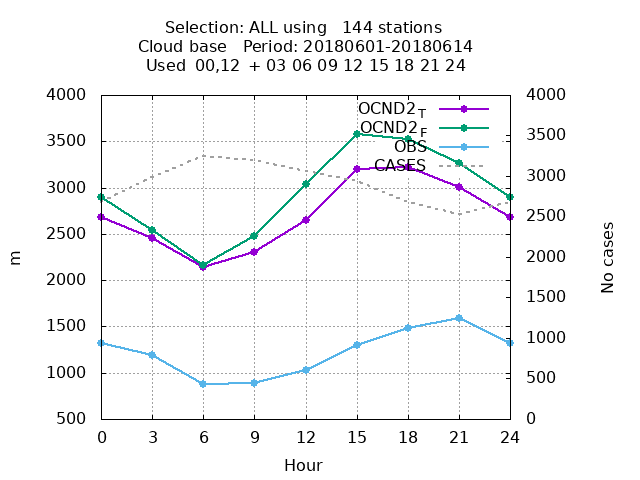 Selection: ALL using 144 stations
Cloud base Period: 20180601-20180614
Used 00,12 + 03 06 09 12 15 18 21 24
4000
3500
3000
2500
2000
1500
1000
500
m
4000
3500
3000
2500
2000
1500
1000
500
0
No cases
OCND2 T
OCND2 F
OBS
CASES
0 3 6 9 12 15 18 21 24
Hour